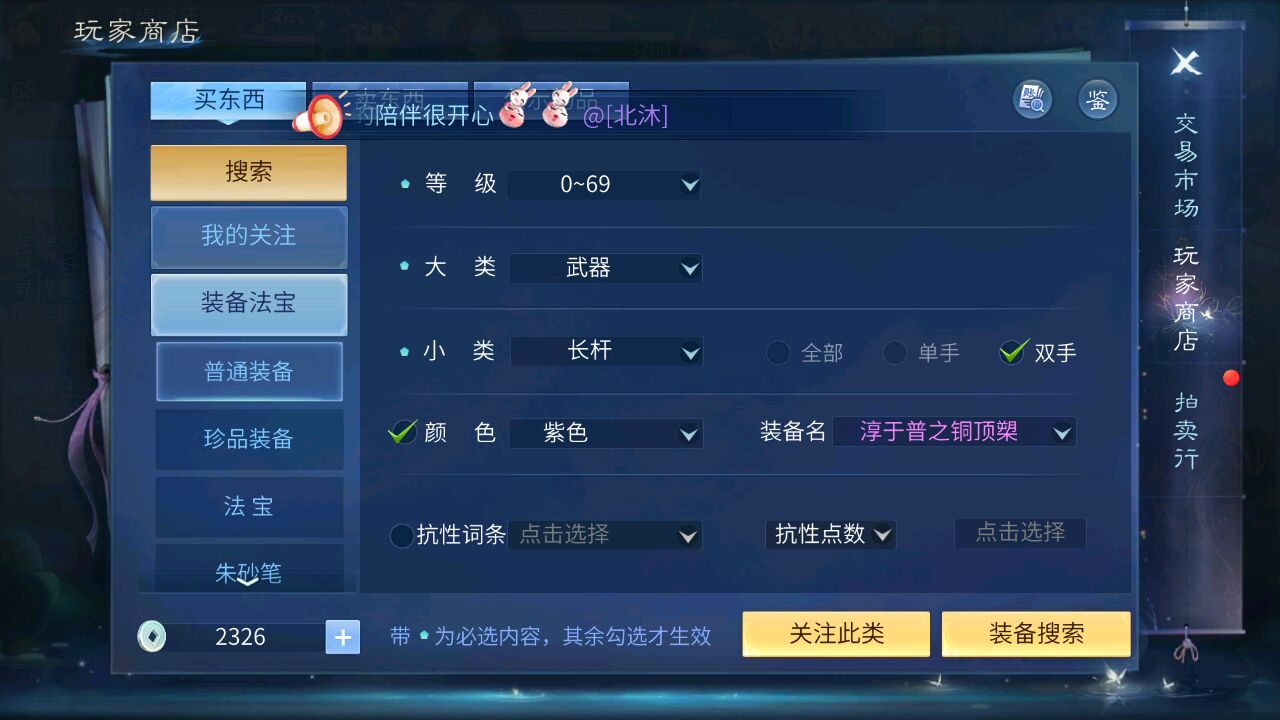 玩家商店
买东西
的陪伴很开心 @[北沐]
鉴
搜索
我的关注
装备法宝
普通装备
珍品装备
法宝
朱砂笔
等 级 0~69
大 类 武器
小 类 长杆 全部 单手 双手
颜 色 紫色 装备名 淳于普之铜顶槊
抗性词条 点击选择 抗性点数 点击选择
2326 +
带 为必选内容，其余勾选才生效
关注此类 装备搜索
交易市场
玩家商店
拍卖行